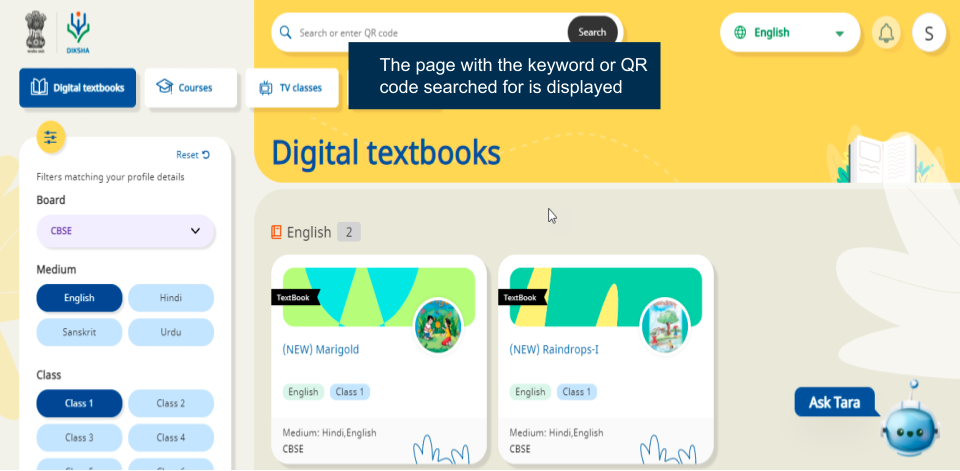 DIKSHA
Search or enter QR code
Search
English
S
The page with the keyword or QR
code searched for is displayed
Digital textbooks
Courses
TV classes
Digital textbooks
Reset
Filters matching your profile details
Board
CBSE
Medium
English
Hindi
Sanskrit
Urdu
Class
Class 1
Class 2
Class 3
Class 4
English 2
TextBook
(NEW) Marigold
English
Class 1
Medium: Hindi,English
CBSE
TextBook
(NEW) Raindrops-I
English
Class 1
Medium: Hindi,English
CBSE
Ask Tara